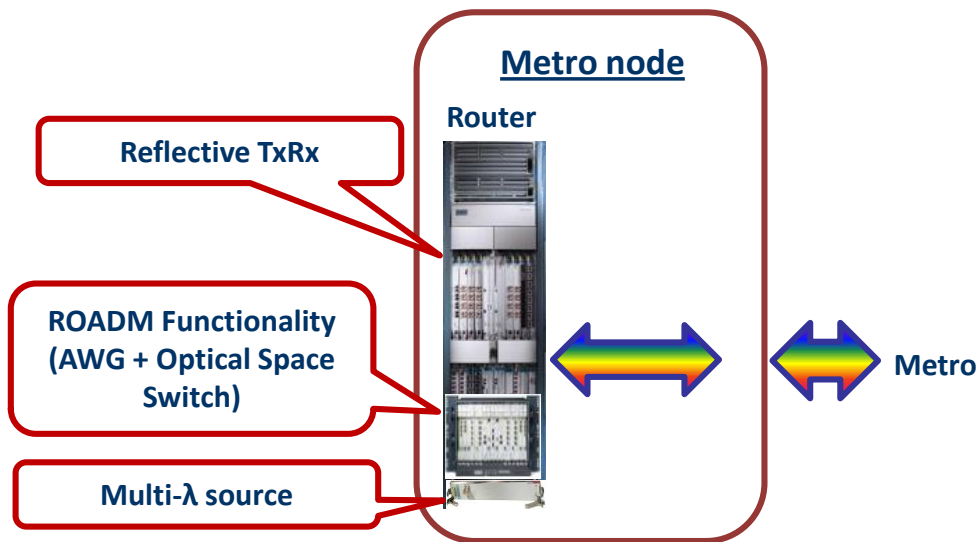 Metro node
Router
Reflective TxRx
ROADM Functionality
(AWG + Optical Space
Switch)
Multi-λ source
Metro